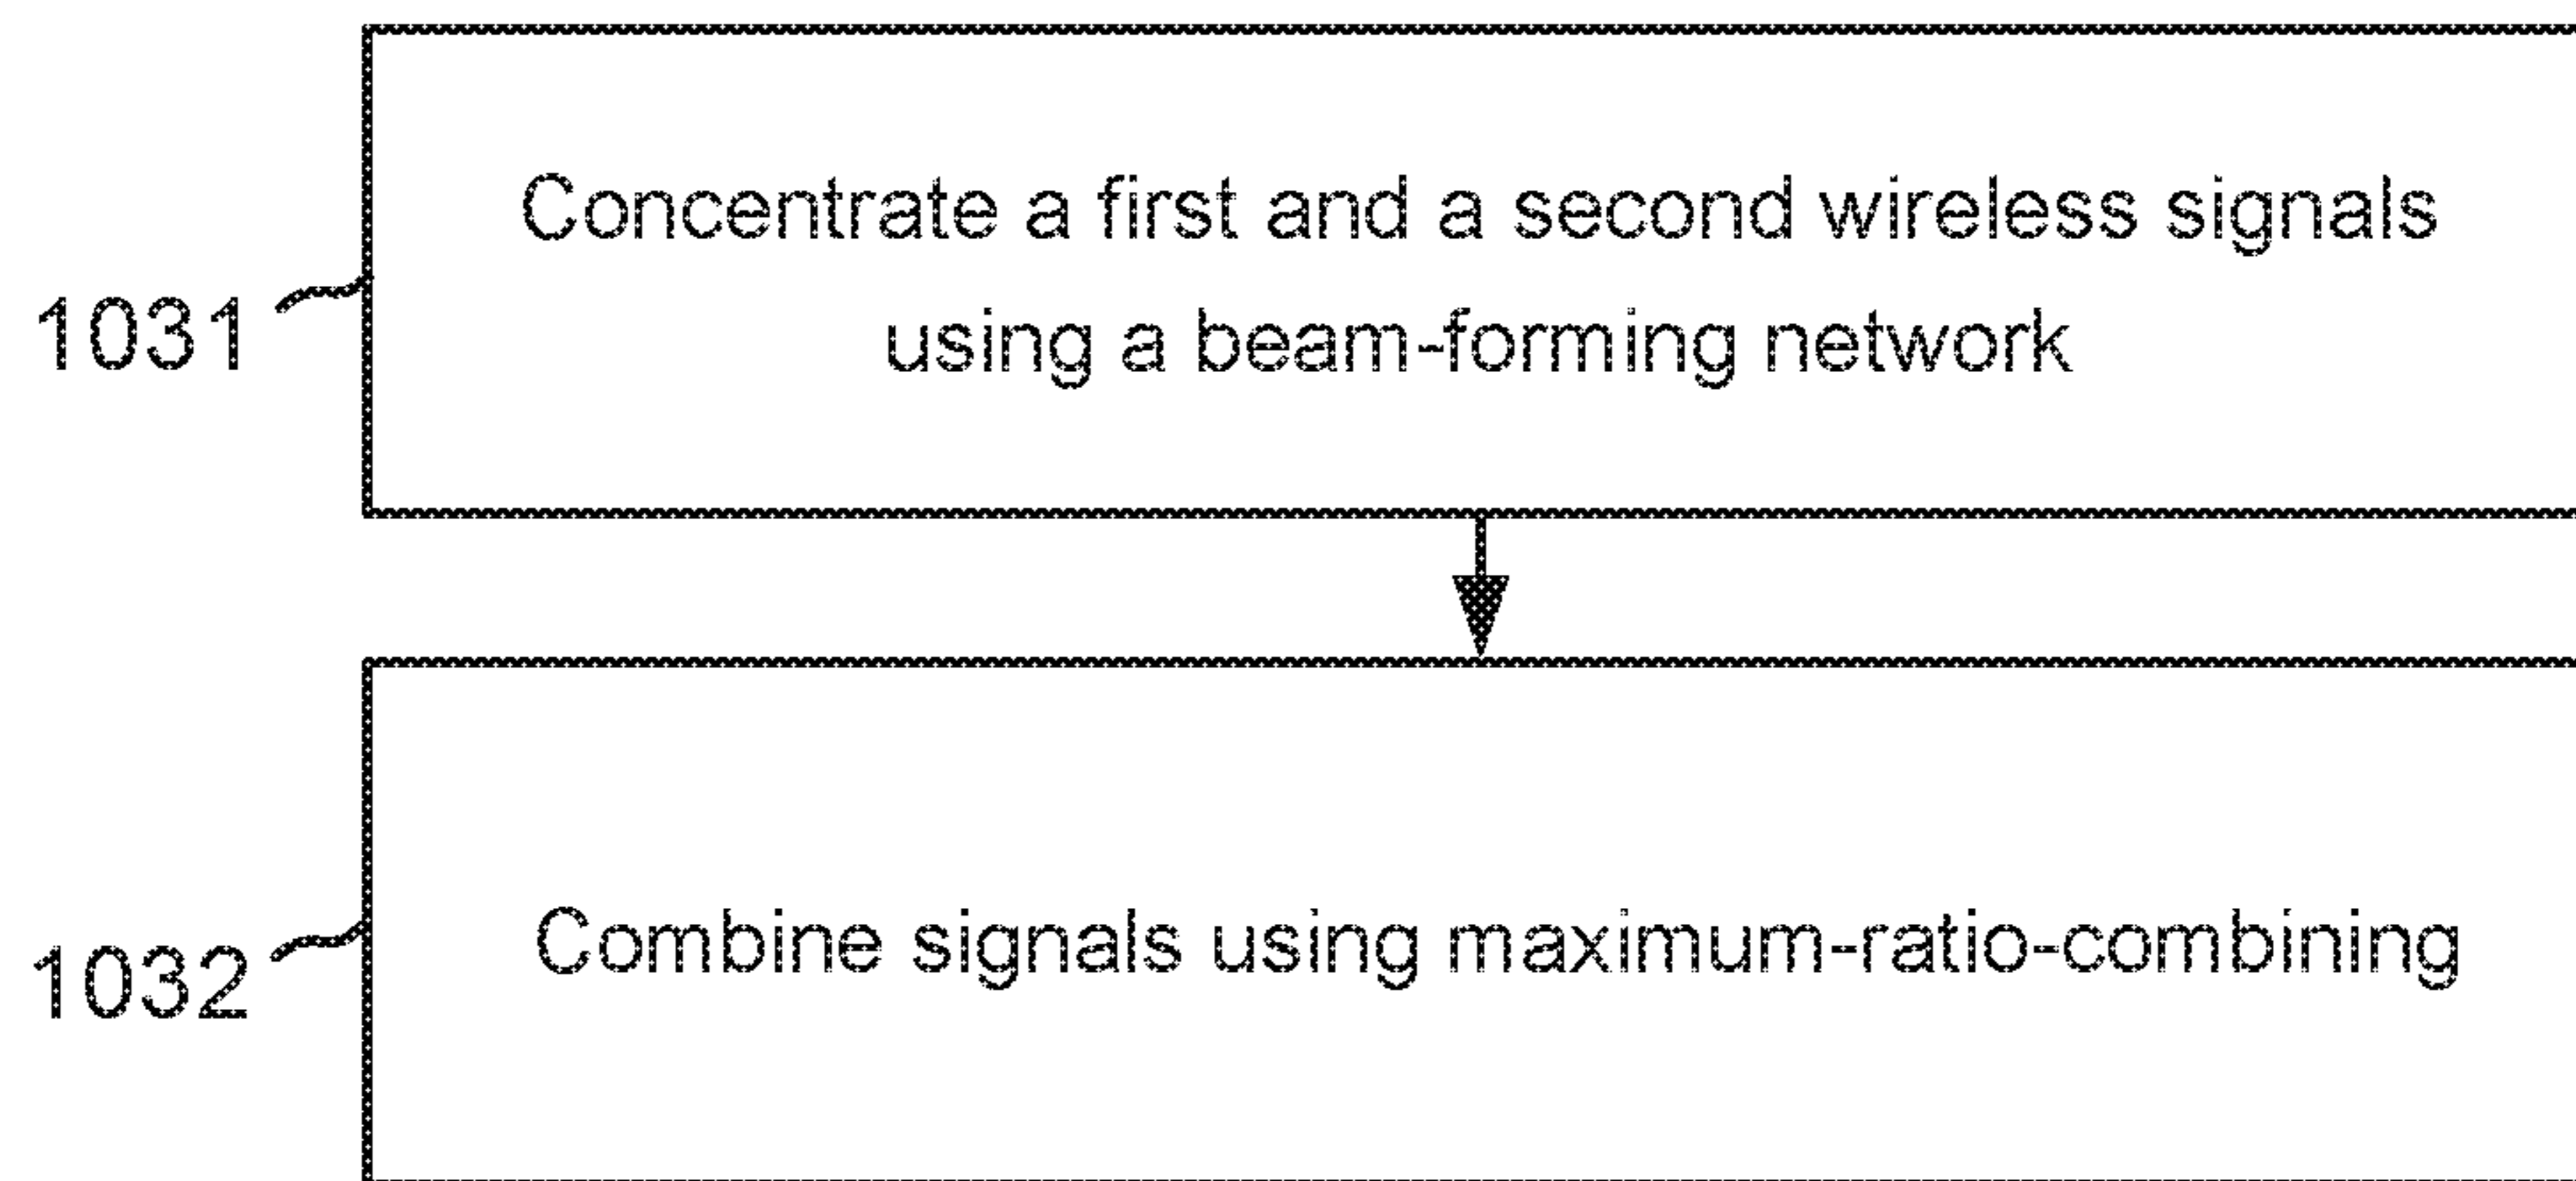 Concentrate a first and a second wireless signals
using a beam-forming network
1031
Combine signals using maximum-ratio-combining
1032